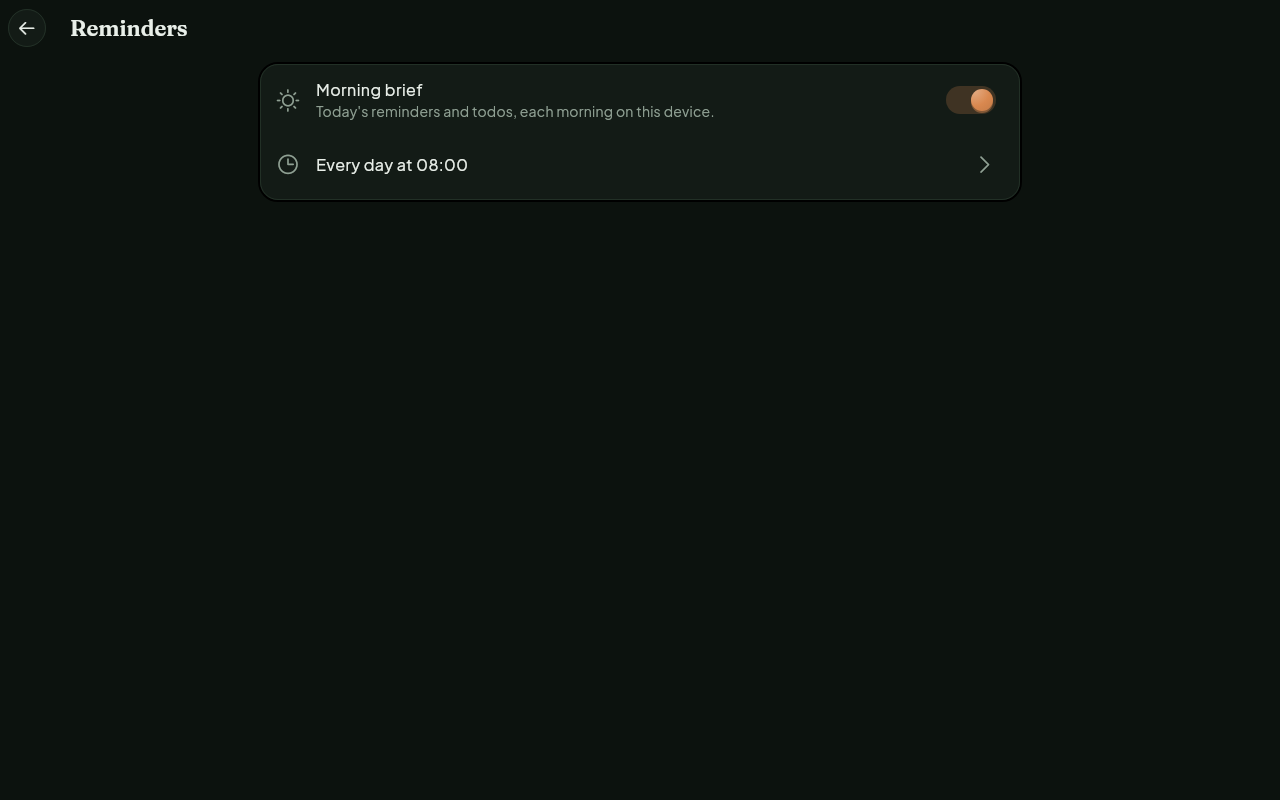 Reminders
Morning brief
Today's reminders and todos, each morning on this device.
Every day at 08:00